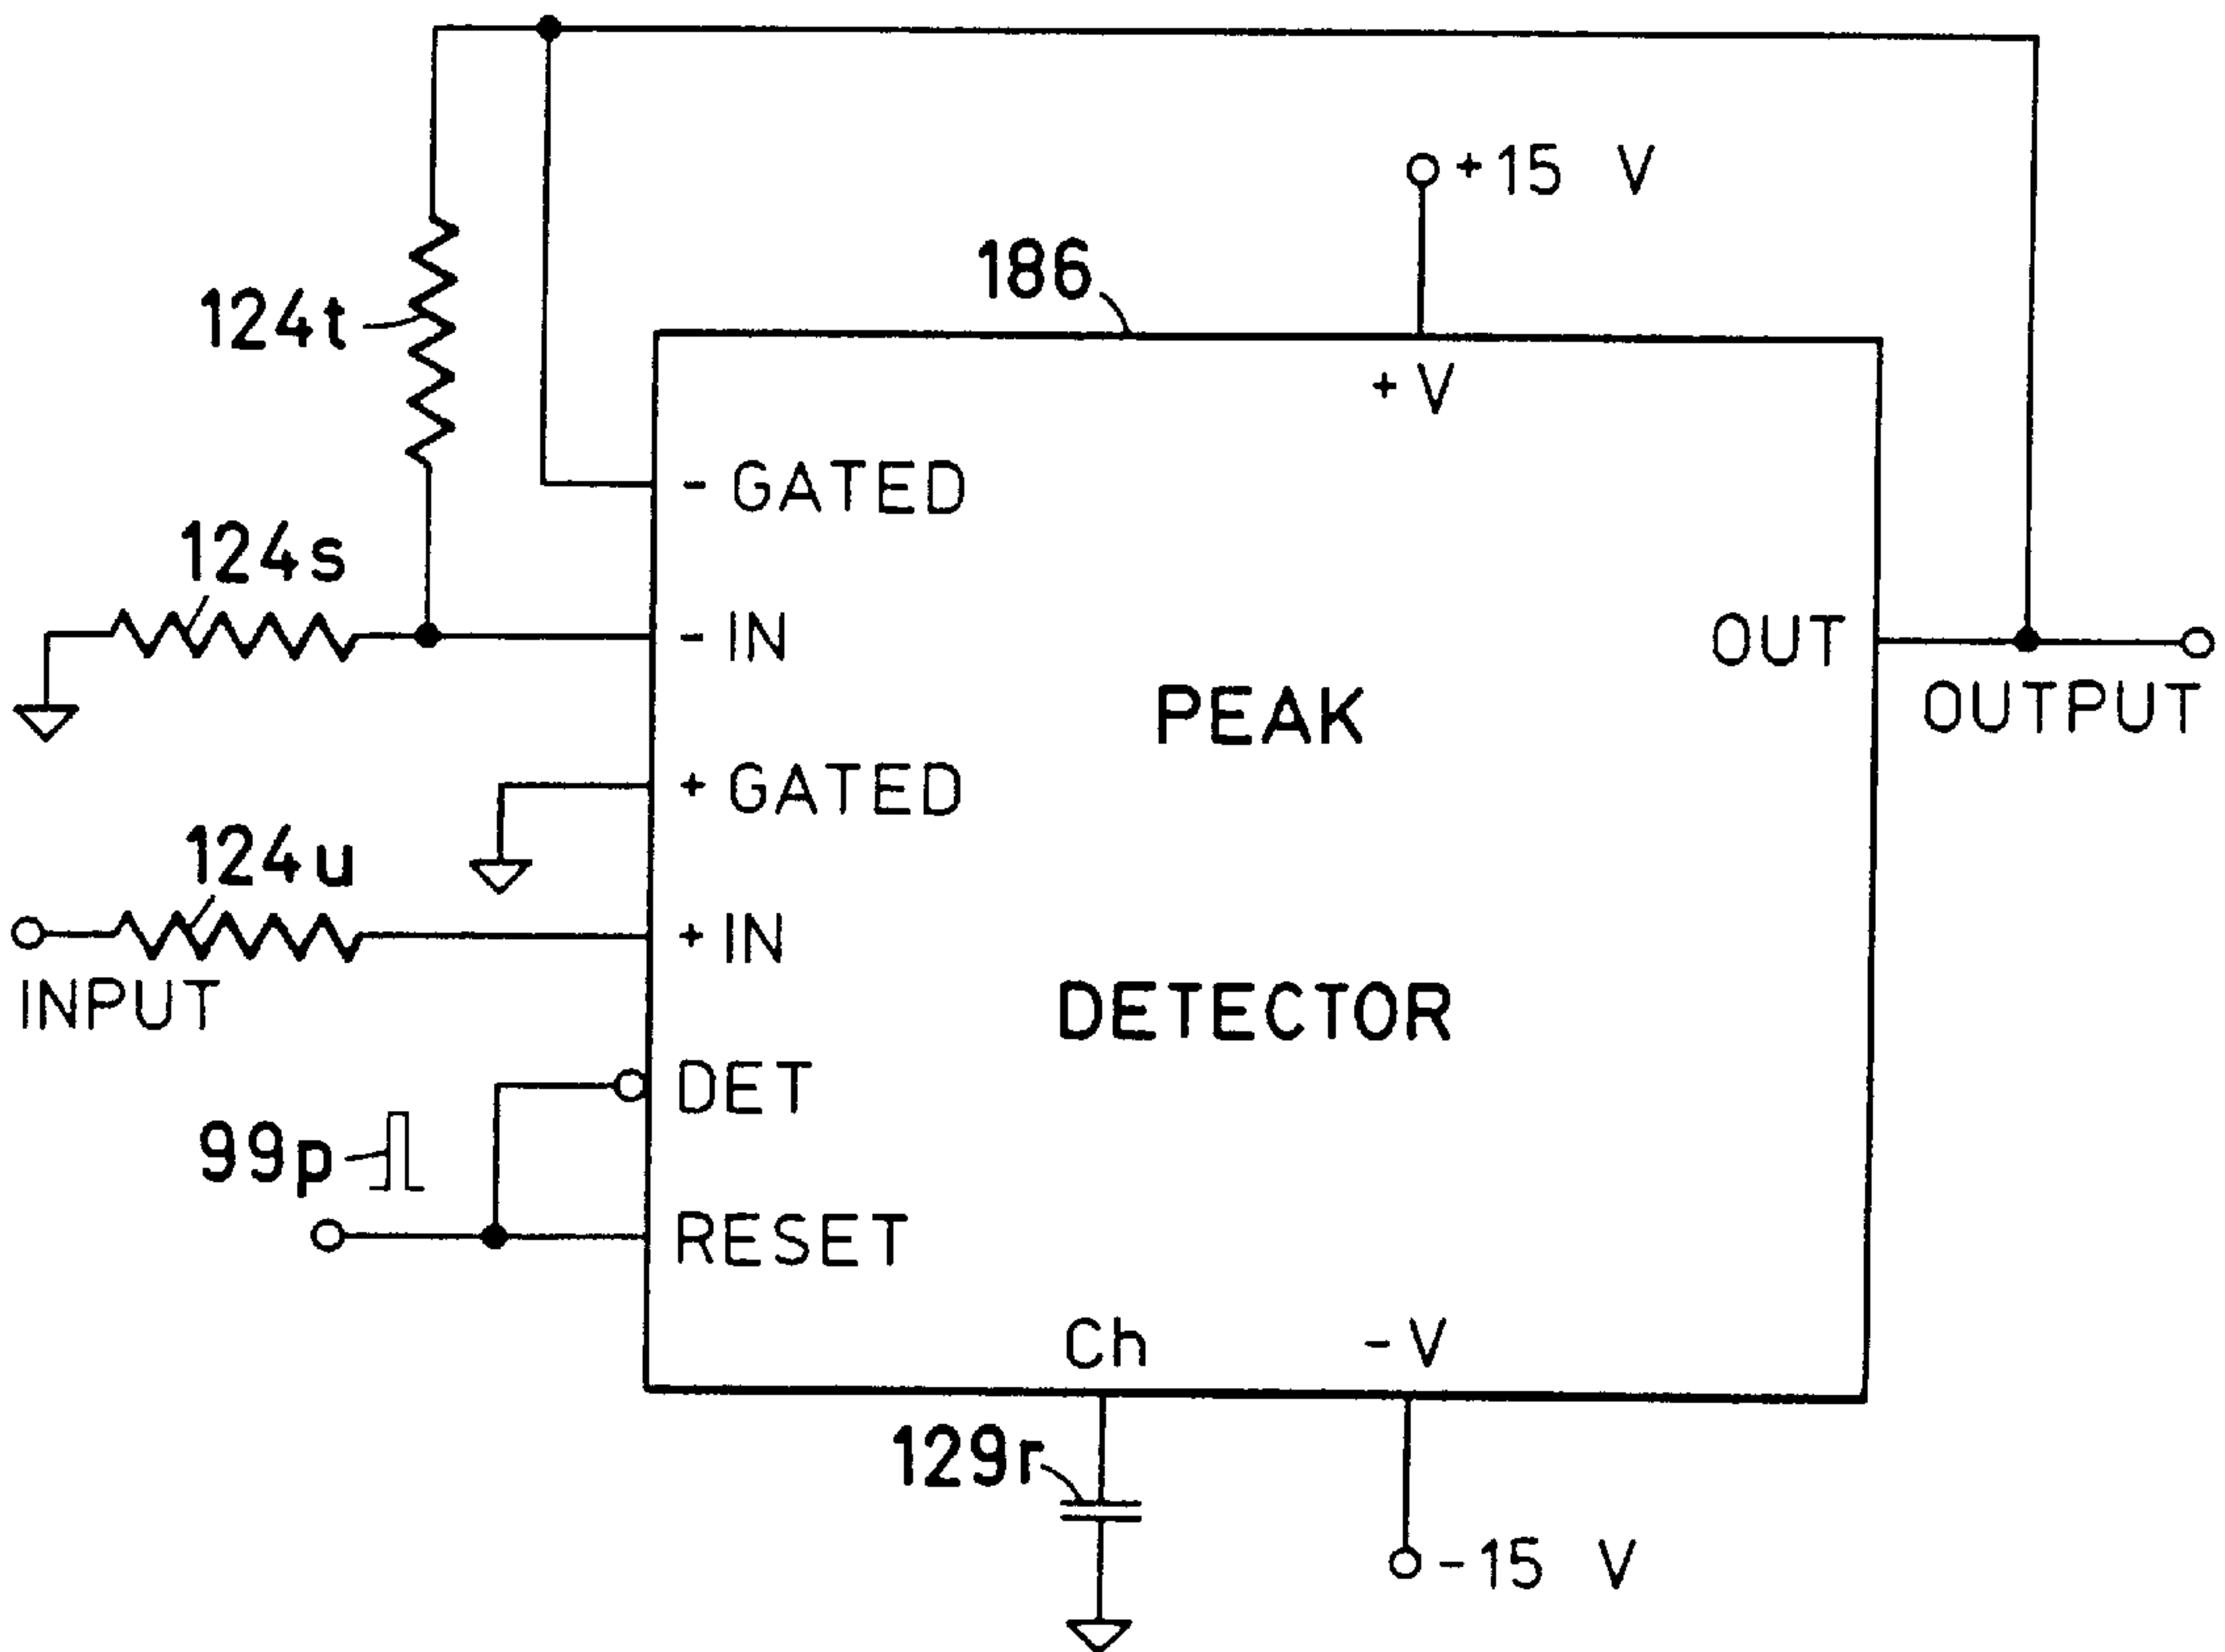 +15 V
186
124t
+ V
- GATED
124s
- IN
OUT
PEAK
OUTPUT
+ GATED
124u
+ IN
INPUT
DETECTOR
DET
99p
RESET
Ch
- V
129r
-15 V